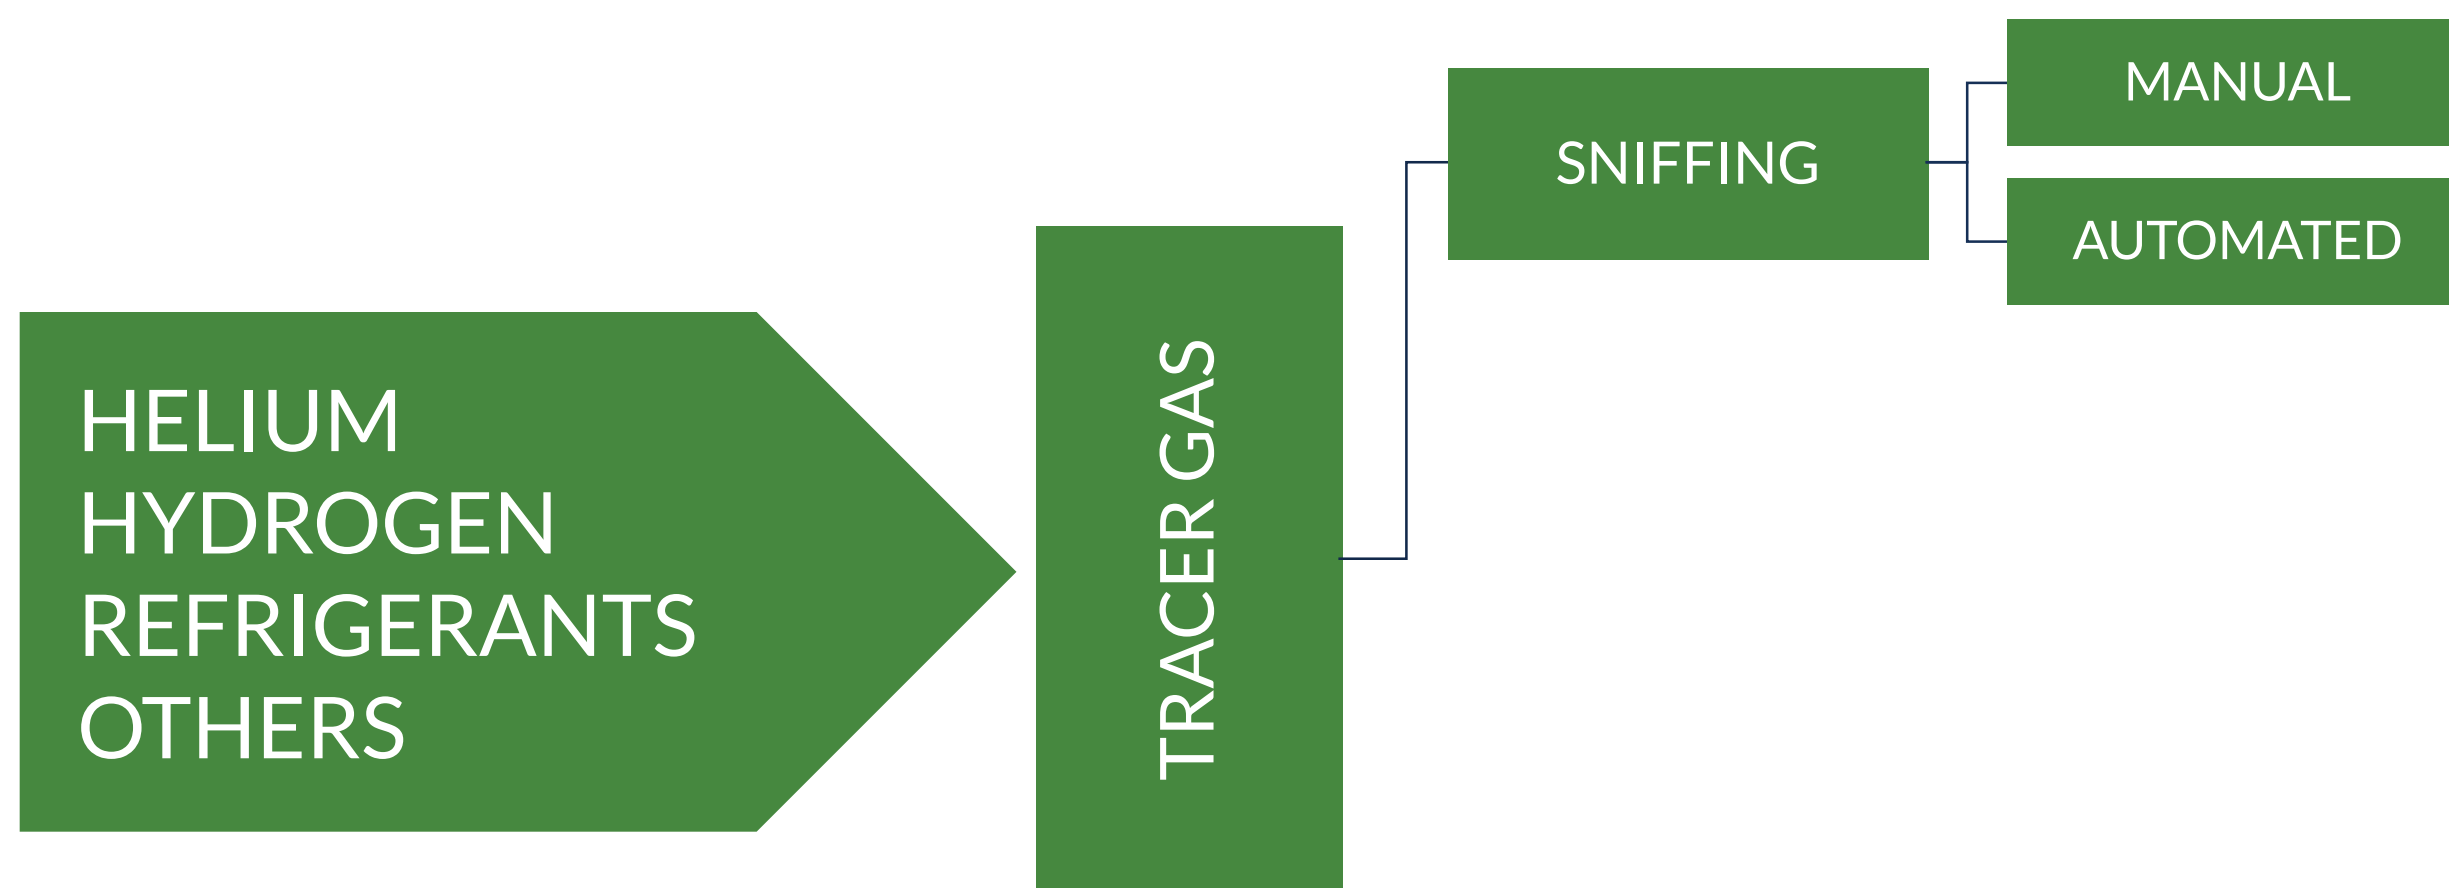 HELIUM
HYDROGEN
REFRIGERANTS
OTHERS
TRACER GAS
SNIFFING
MANUAL
AUTOMATED